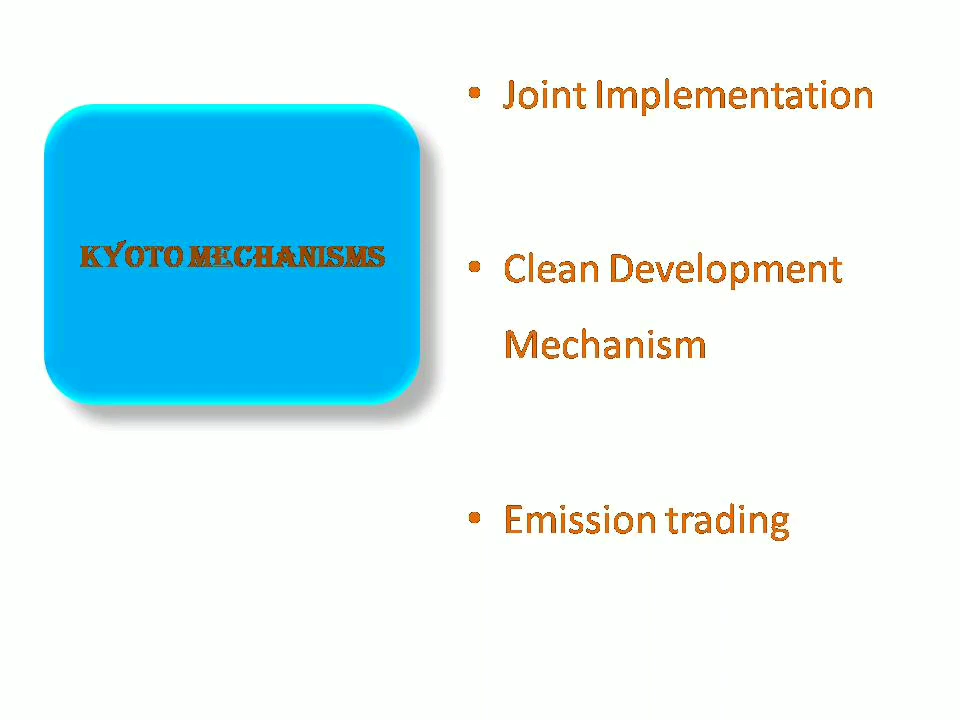 KYOTO MECHANISMS
• Joint Implementation
• Clean Development
Mechanism
• Emission trading